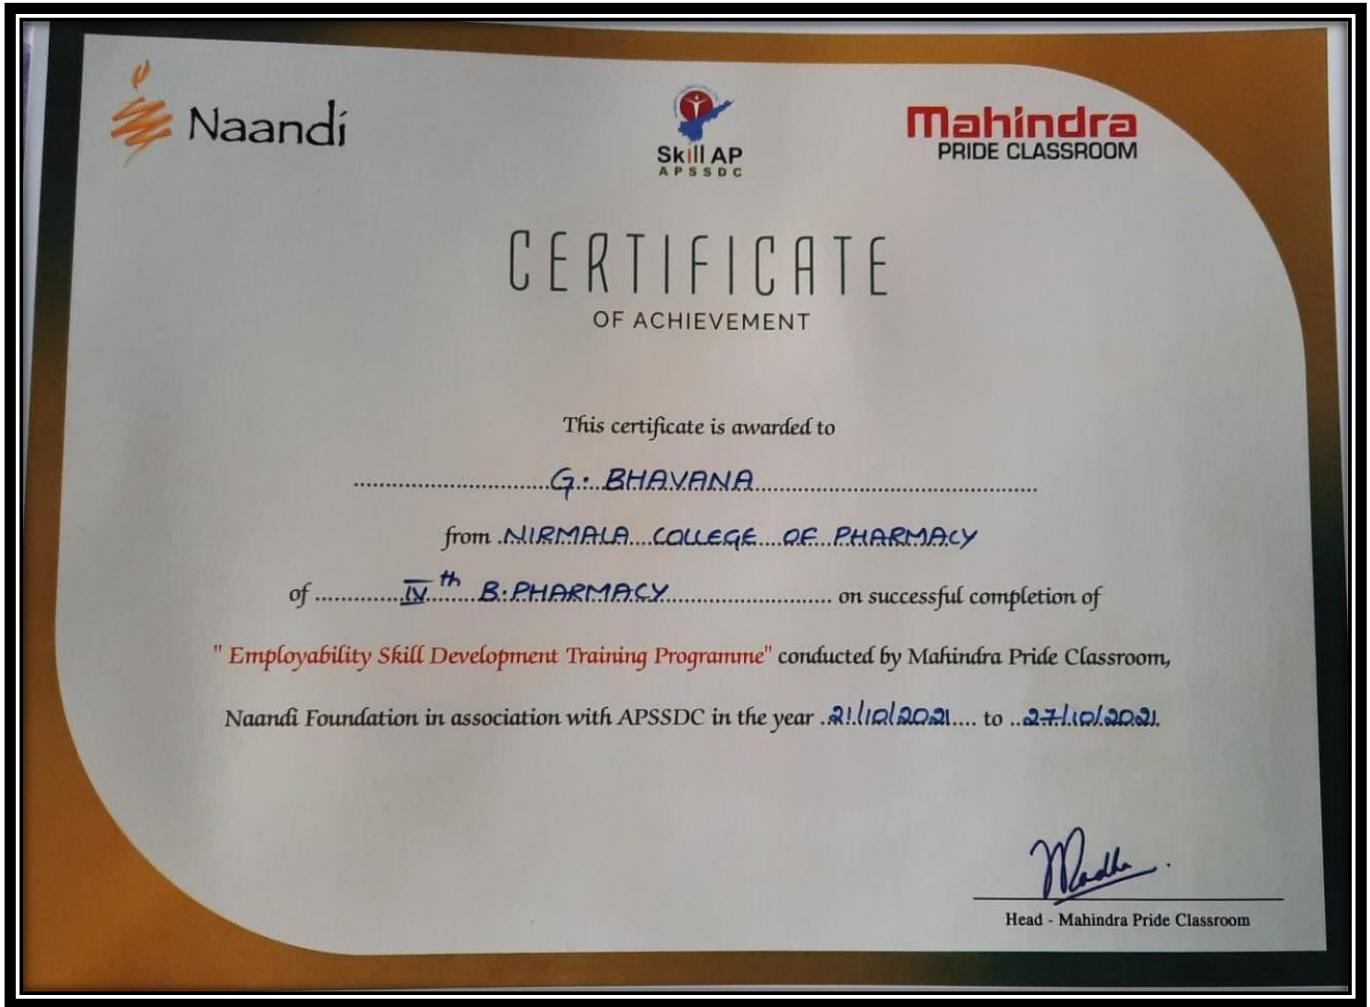 Naandi
Skill AP
APSSDC
Mahindra
PRIDE CLASSROOM
CERTIFICATE
OF ACHIEVEMENT
This certificate is awarded to
G. BHAVANA
from NIRMALA COLLEGE OF PHARMACY
of IVth B.PHARMACY on successful completion of
" Employability Skill Development Training Programme" conducted by Mahindra Pride Classroom,
Naandi Foundation in association with APSSDC in the year 21/10/2021 to 27/10/2021
Head - Mahindra Pride Classroom